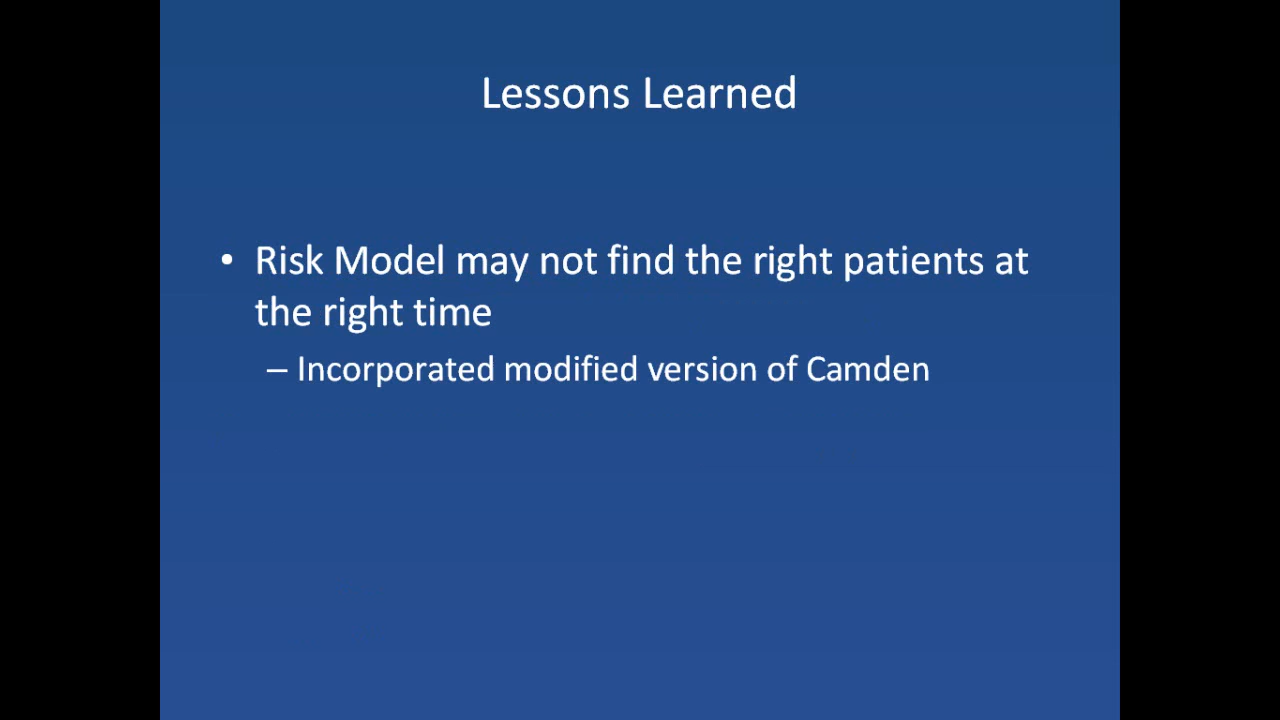 Lessons Learned
• Risk Model may not find the right patients at
the right time
– Incorporated modified version of Camden